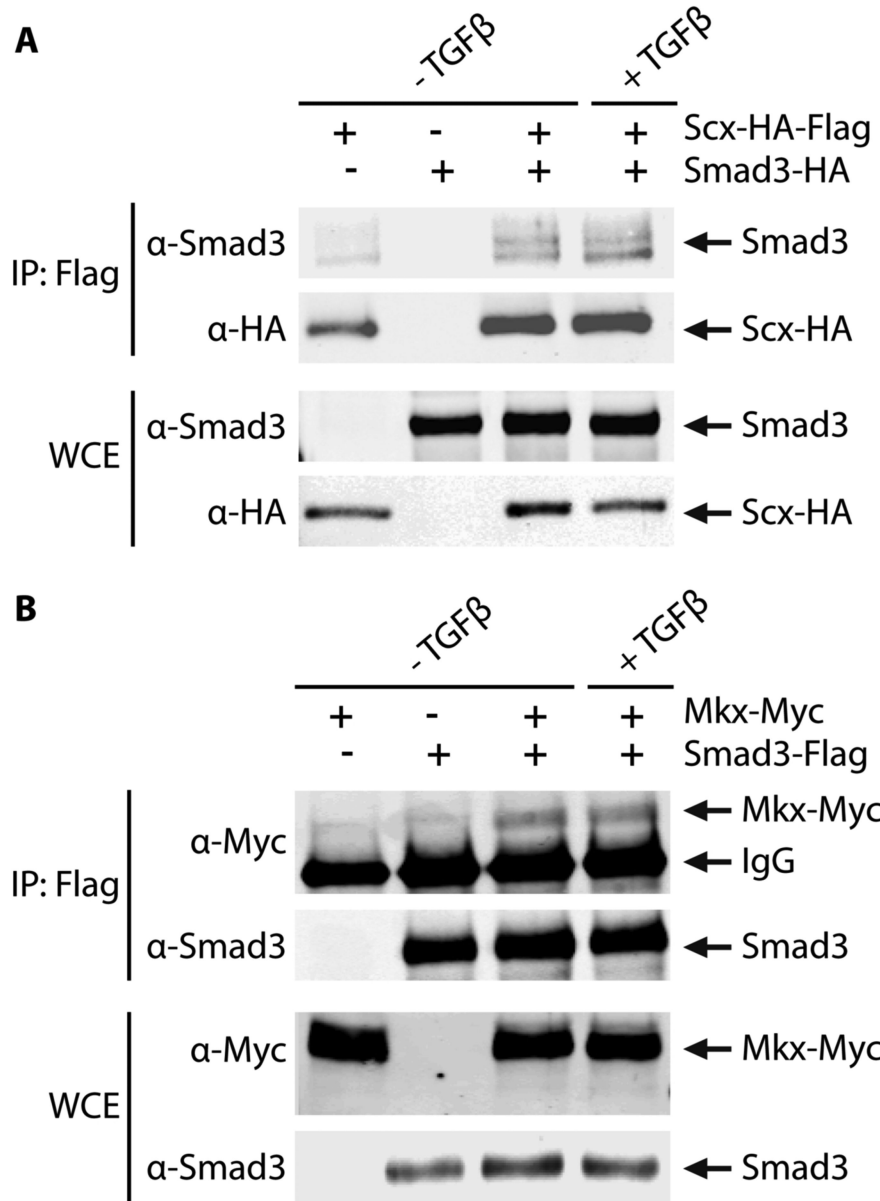 A
- TGFβ
+ TGFβ
+ - + + Scx-HA-Flag
- + + + Smad3-HA
IP: Flag
α-Smad3 Smad3
α-HA Scx-HA
WCE
α-Smad3 Smad3
α-HA Scx-HA
B
- TGFβ
+ TGFβ
+ - + + Mkx-Myc
- + + + Smad3-Flag
IP: Flag
α-Myc Mkx-Myc
IgG
α-Smad3 Smad3
WCE
α-Myc Mkx-Myc
α-Smad3 Smad3